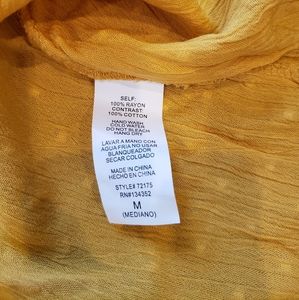 SELF:
100% RAYON
CONTRAST:
100% COTTON
HAND WASH
COLD WATER
DO NOT BLEACH
HANG DRY.
LAVAR A MANO CON
AGUA FRIA NO USAR
BLANQUEADOR
SECAR COLGADO
MADE IN CHINA
HECHO EN CHINA
STYLE# 72175
RN#134352
M
(MEDIANO)